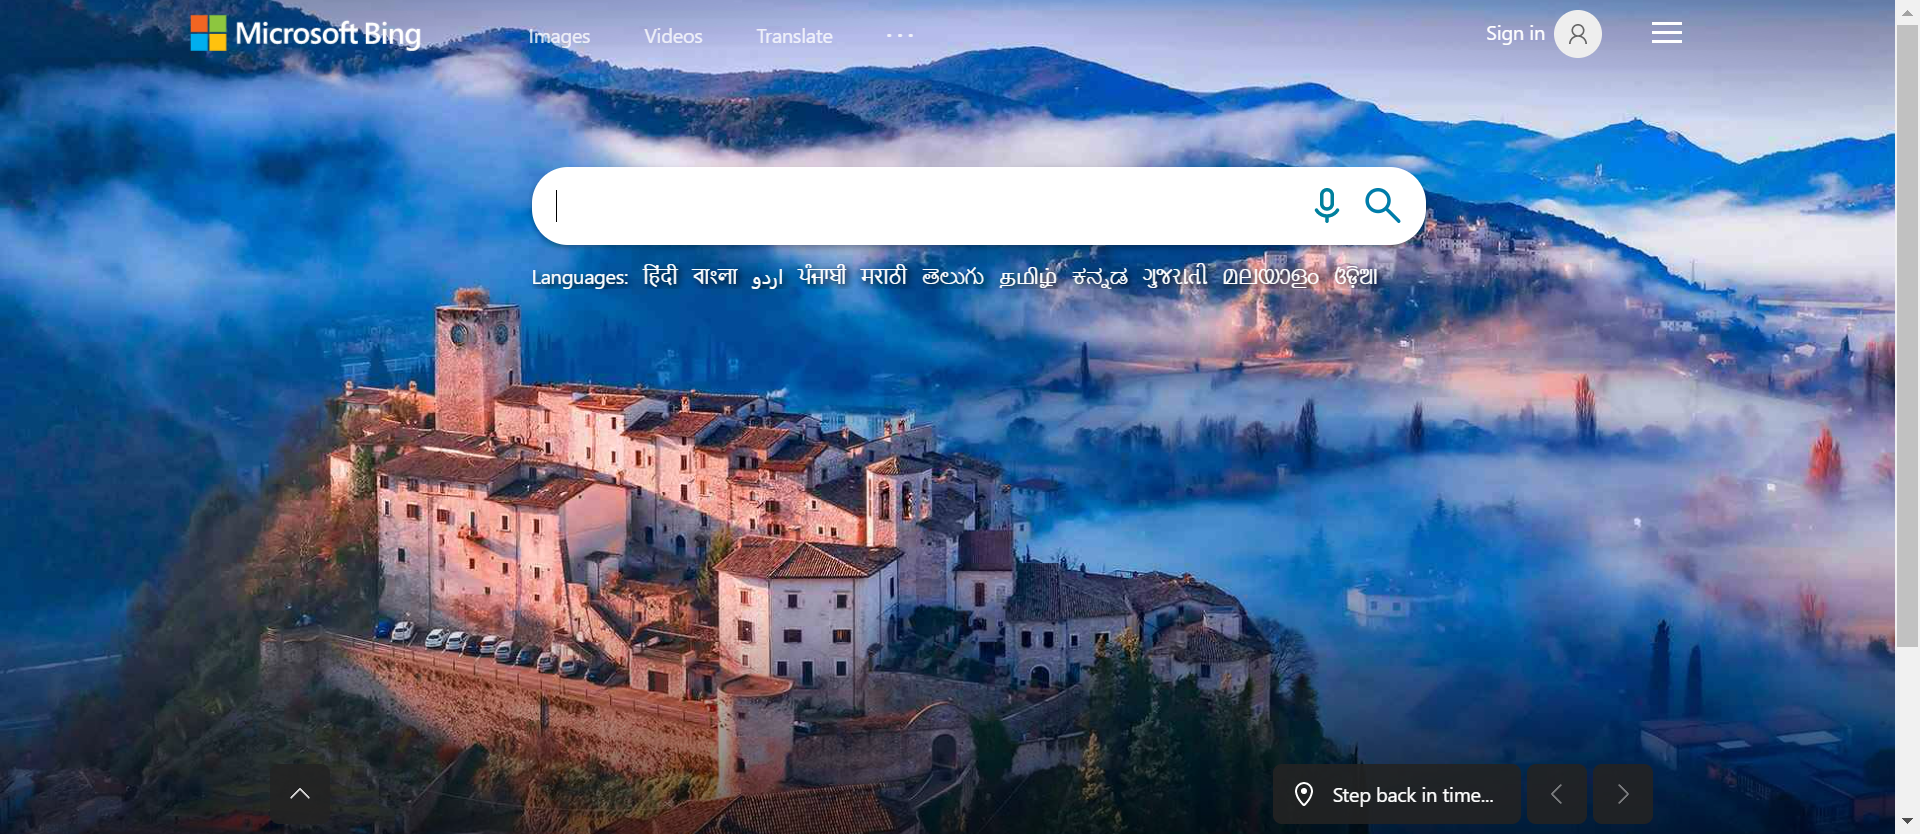 Microsoft Bing Images Videos Translate ... Sign in
Languages: हिंदी বাংলা اردو ਪੰਜਾਬੀ मराठी తెలుగు தமிழ் ಕನ್ನಡ ગુજરાતી മലയാളം ଓଡ଼ିଆ
Step back in time...